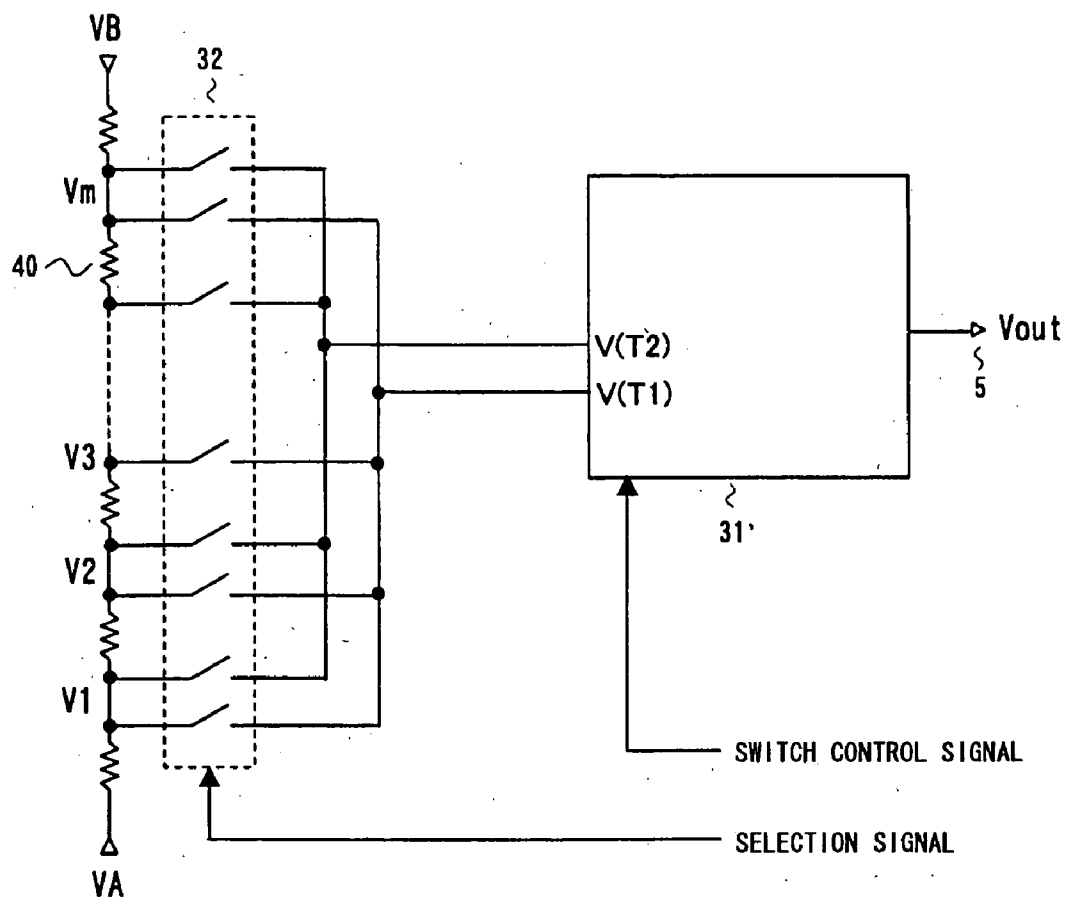 VB
32
Vm
40
V(T2)
Vout
V(T1)
5
V3
31'
V2
V1
SWITCH CONTROL SIGNAL
SELECTION SIGNAL
VA